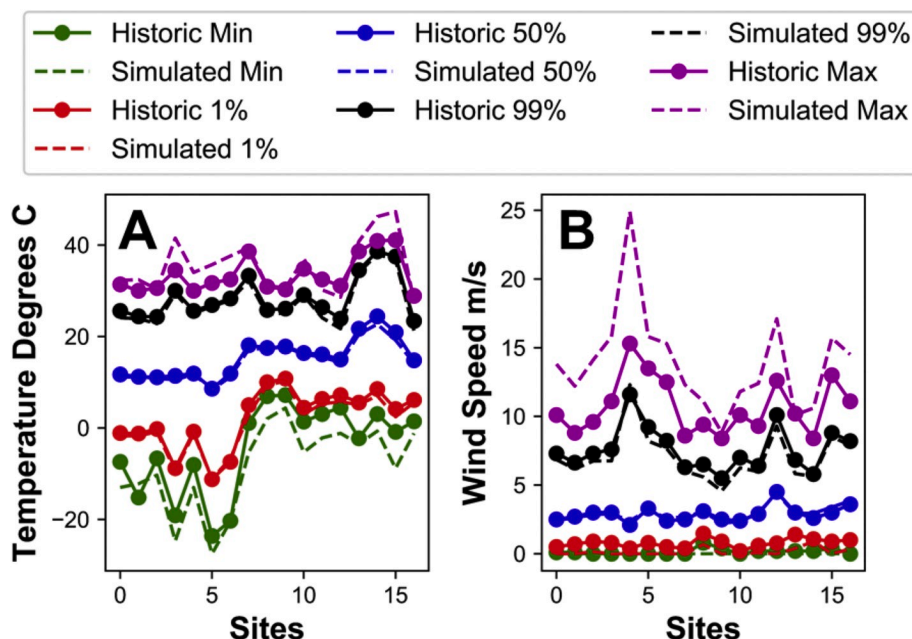 Historic Min
Simulated Min
Historic 1%
Simulated 1%
Historic 50%
Simulated 50%
Historic 99%
Simulated 99%
Historic Max
Simulated Max
A
Temperature Degrees C
40
20
0
−20
0
5
10
15
Sites
B
Wind Speed m/s
25
20
15
10
5
0
0
5
10
15
Sites